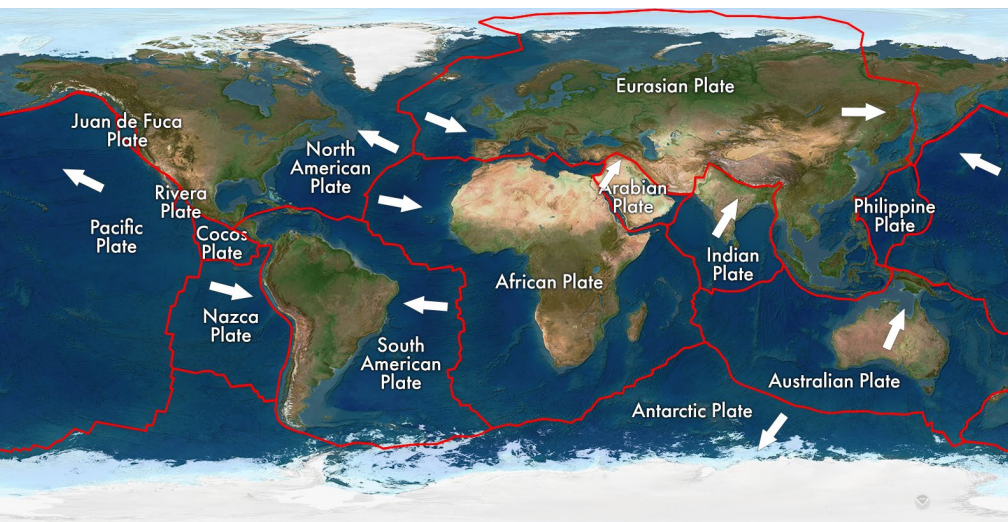 Eurasian Plate
Juan de Fuca
Plate
North
American
Plate
Rivera
Plate
Arabian
Plate
Philippine
Plate
Pacific
Plate
Cocos
Plate
Indian
Plate
African Plate
Nazca
Plate
South
American
Plate
Australian Plate
Antarctic Plate